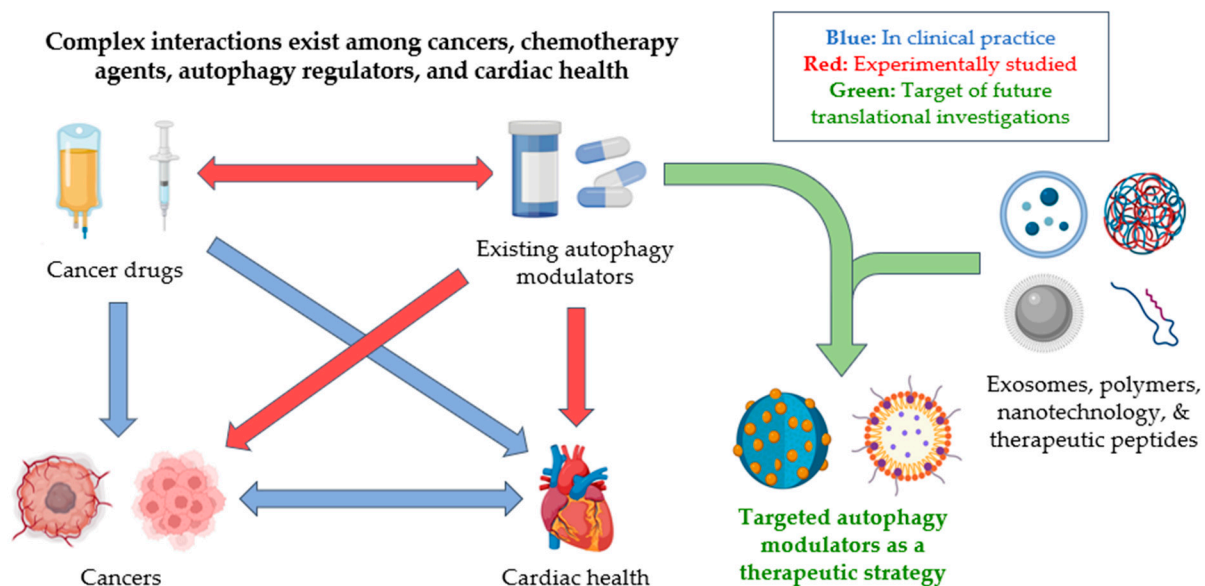 Complex interactions exist among cancers, chemotherapy
agents, autophagy regulators, and cardiac health
Blue: In clinical practice
Red: Experimentally studied
Green: Target of future
translational investigations
Cancer drugs
Existing autophagy
modulators
Exosomes, polymers,
nanotechnology, &
therapeutic peptides
Cancers
Cardiac health
Targeted autophagy
modulators as a
therapeutic strategy